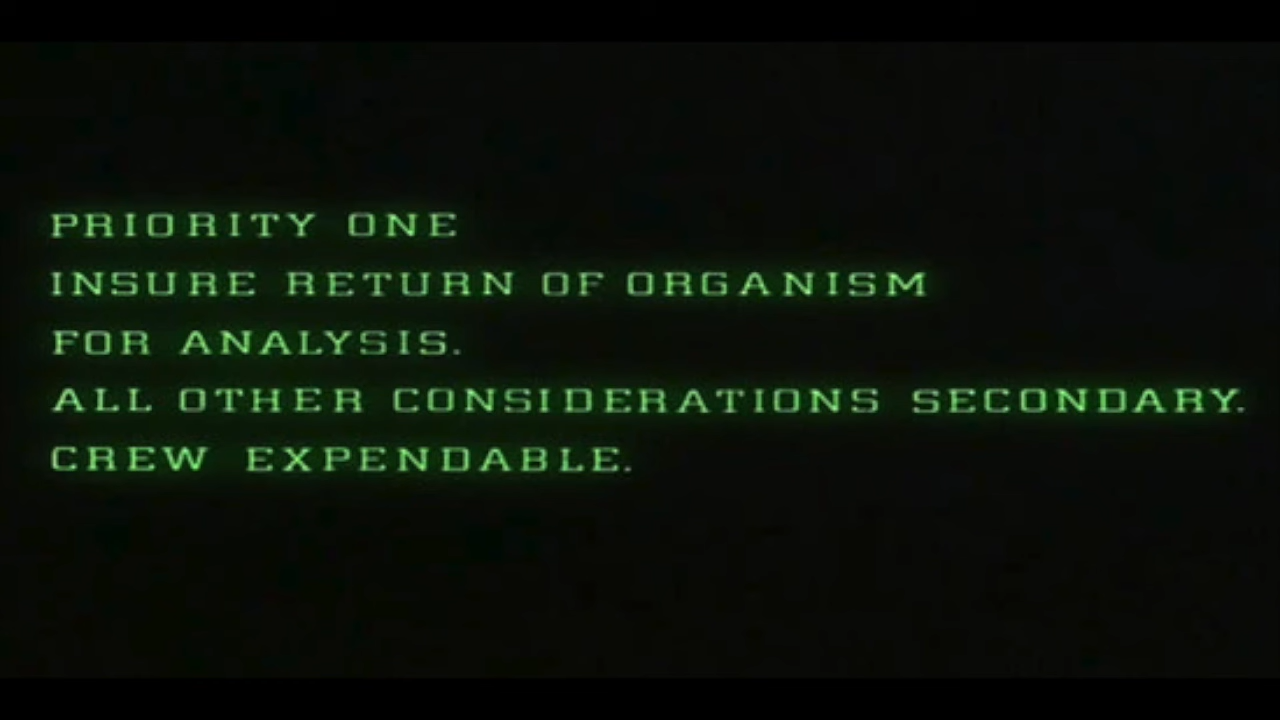 PRIORITY ONE
INSURE RETURN OF ORGANISM
FOR ANALYSIS.
ALL OTHER CONSIDERATIONS SECONDARY.
CREW EXPENDABLE.